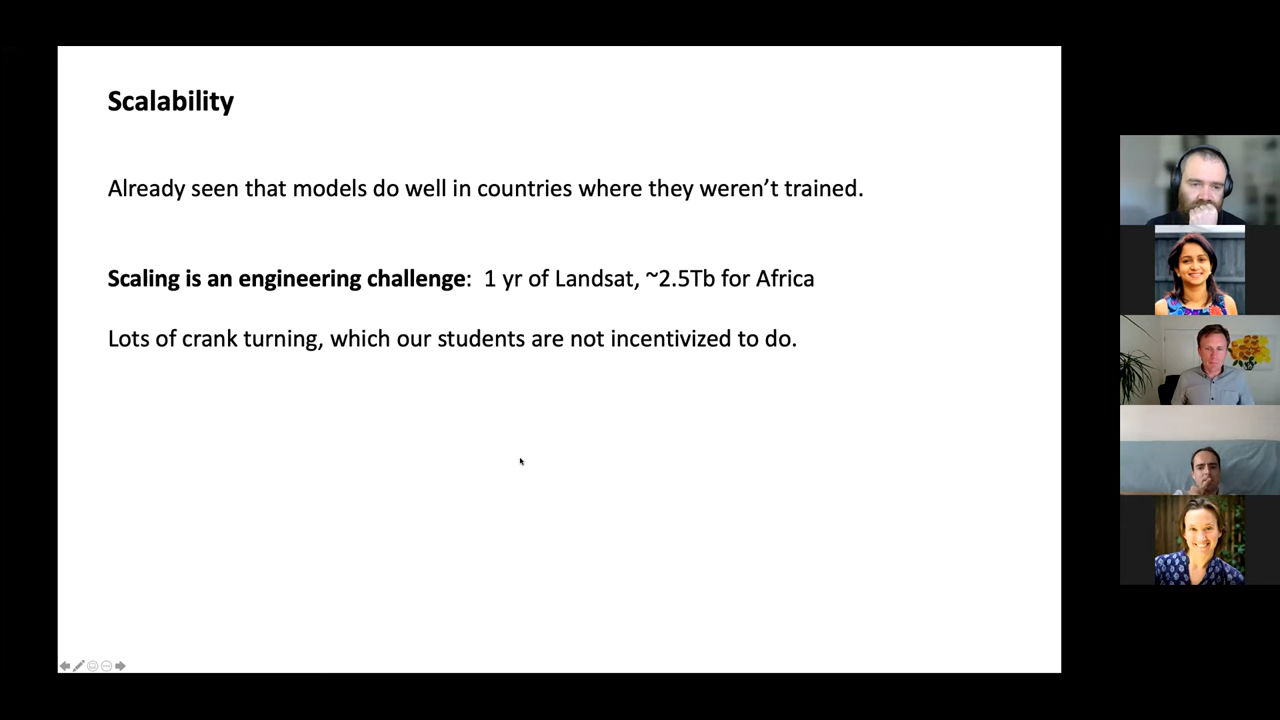 Scalability
Already seen that models do well in countries where they weren’t trained.
Scaling is an engineering challenge:  1 yr of Landsat, ~2.5Tb for Africa
Lots of crank turning, which our students are not incentivized to do.